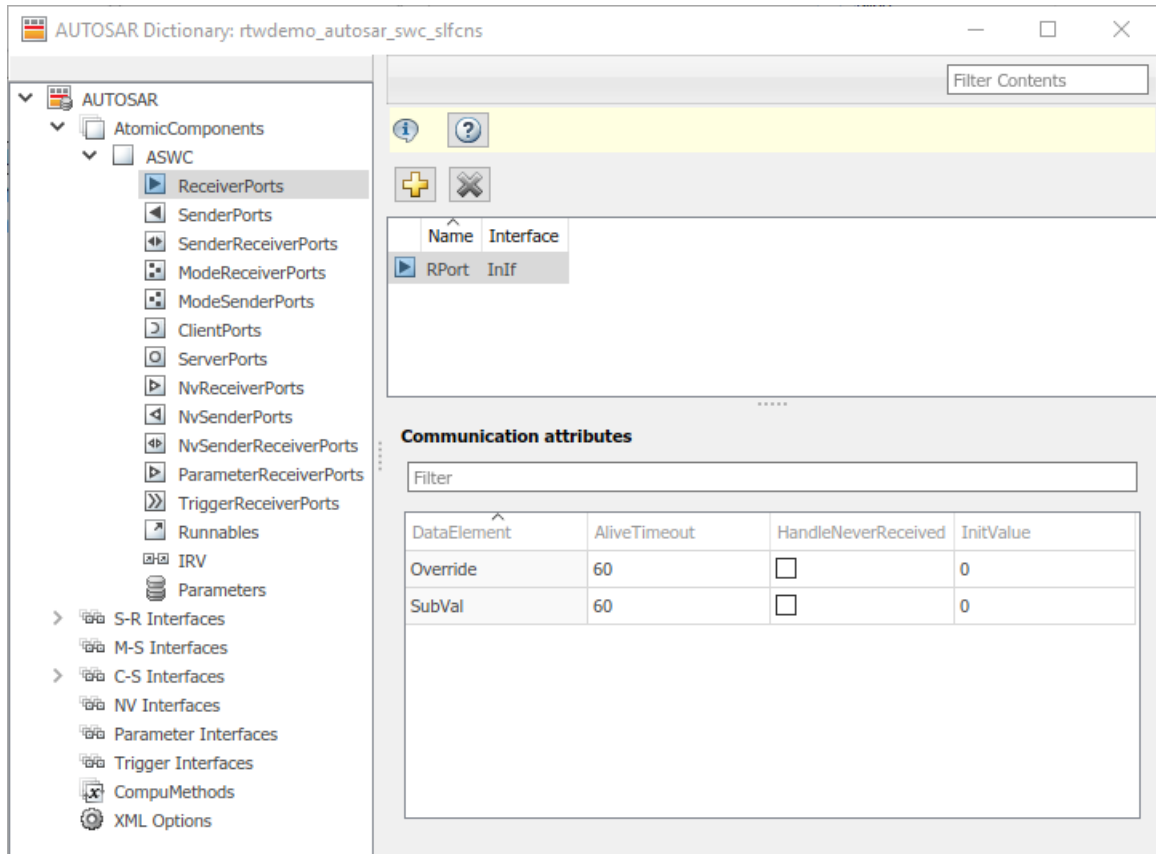 AUTOSAR Dictionary: rtwdemo_autosar_swc_slfcns
Filter Contents
AUTOSAR
AtomicComponents
ASWC
ReceiverPorts
SenderPorts
SenderReceiverPorts
ModeReceiverPorts
ModeSenderPorts
ClientPorts
ServerPorts
NvReceiverPorts
NvSenderPorts
NvSenderReceiverPorts
ParameterReceiverPorts
TriggerReceiverPorts
Runnables
IRV
Parameters
S-R Interfaces
M-S Interfaces
C-S Interfaces
NV Interfaces
Parameter Interfaces
Trigger Interfaces
CompuMethods
XML Options
Name Interface
RPort InIf
Communication attributes
Filter
DataElement AliveTimeout HandleNeverReceived InitValue
Override 60 0
SubVal 60 0